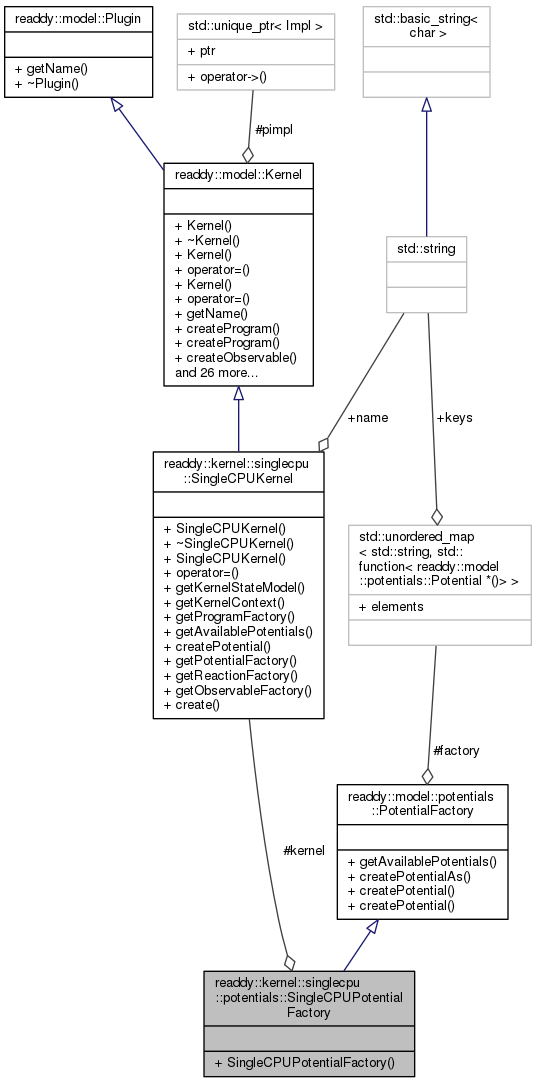 readdy::model::Plugin
+ getName()
+ ~Plugin()
std::unique_ptr< Impl >
+ ptr
+ operator->()
std::basic_string<
char >
#pimpl
readdy::model::Kernel
+ Kernel()
+ ~Kernel()
+ Kernel()
+ operator=()
+ Kernel()
+ operator=()
+ getName()
+ createProgram()
+ createProgram()
+ createObservable()
and 26 more...
std::string
+name
+keys
readdy::kernel::singlecpu
::SingleCPUKernel
+ SingleCPUKernel()
+ ~SingleCPUKernel()
+ SingleCPUKernel()
+ operator=()
+ getKernelStateModel()
+ getKernelContext()
+ getProgramFactory()
+ getAvailablePotentials()
+ createPotential()
+ getPotentialFactory()
+ getReactionFactory()
+ getObservableFactory()
+ create()
std::unordered_map
< std::string, std::
function< readdy::model
::potentials::Potential *()> >
+ elements
#factory
readdy::model::potentials
::PotentialFactory
+ getAvailablePotentials()
+ createPotentialAs()
+ createPotential()
+ createPotential()
#kernel
readdy::kernel::singlecpu
::potentials::SingleCPUPotential
Factory
+ SingleCPUPotentialFactory()